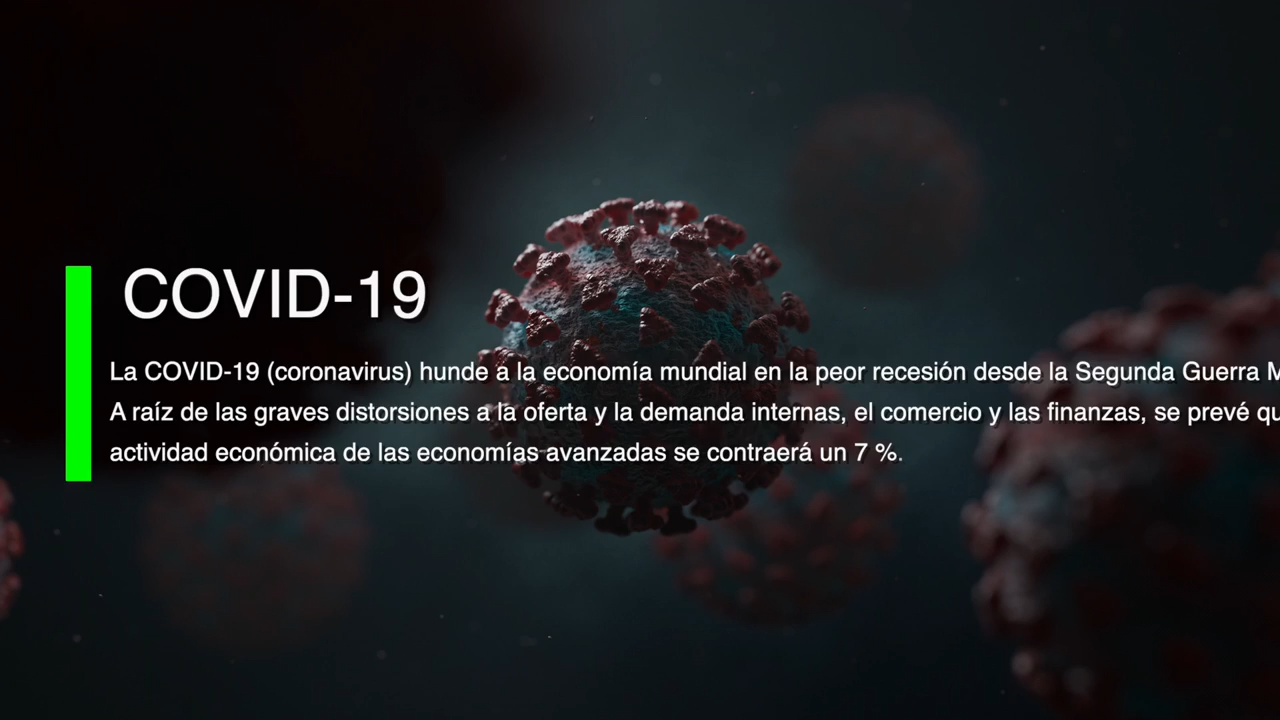 COVID-19
La COVID-19 (coronavirus) hunde a la economía mundial en la peor recesión desde la Segunda Guerra
A raíz de las graves distorsiones a la oferta y la demanda internas, el comercio y las finanzas, se prevé
actividad económica de las economías avanzadas se contraerá un 7 %.